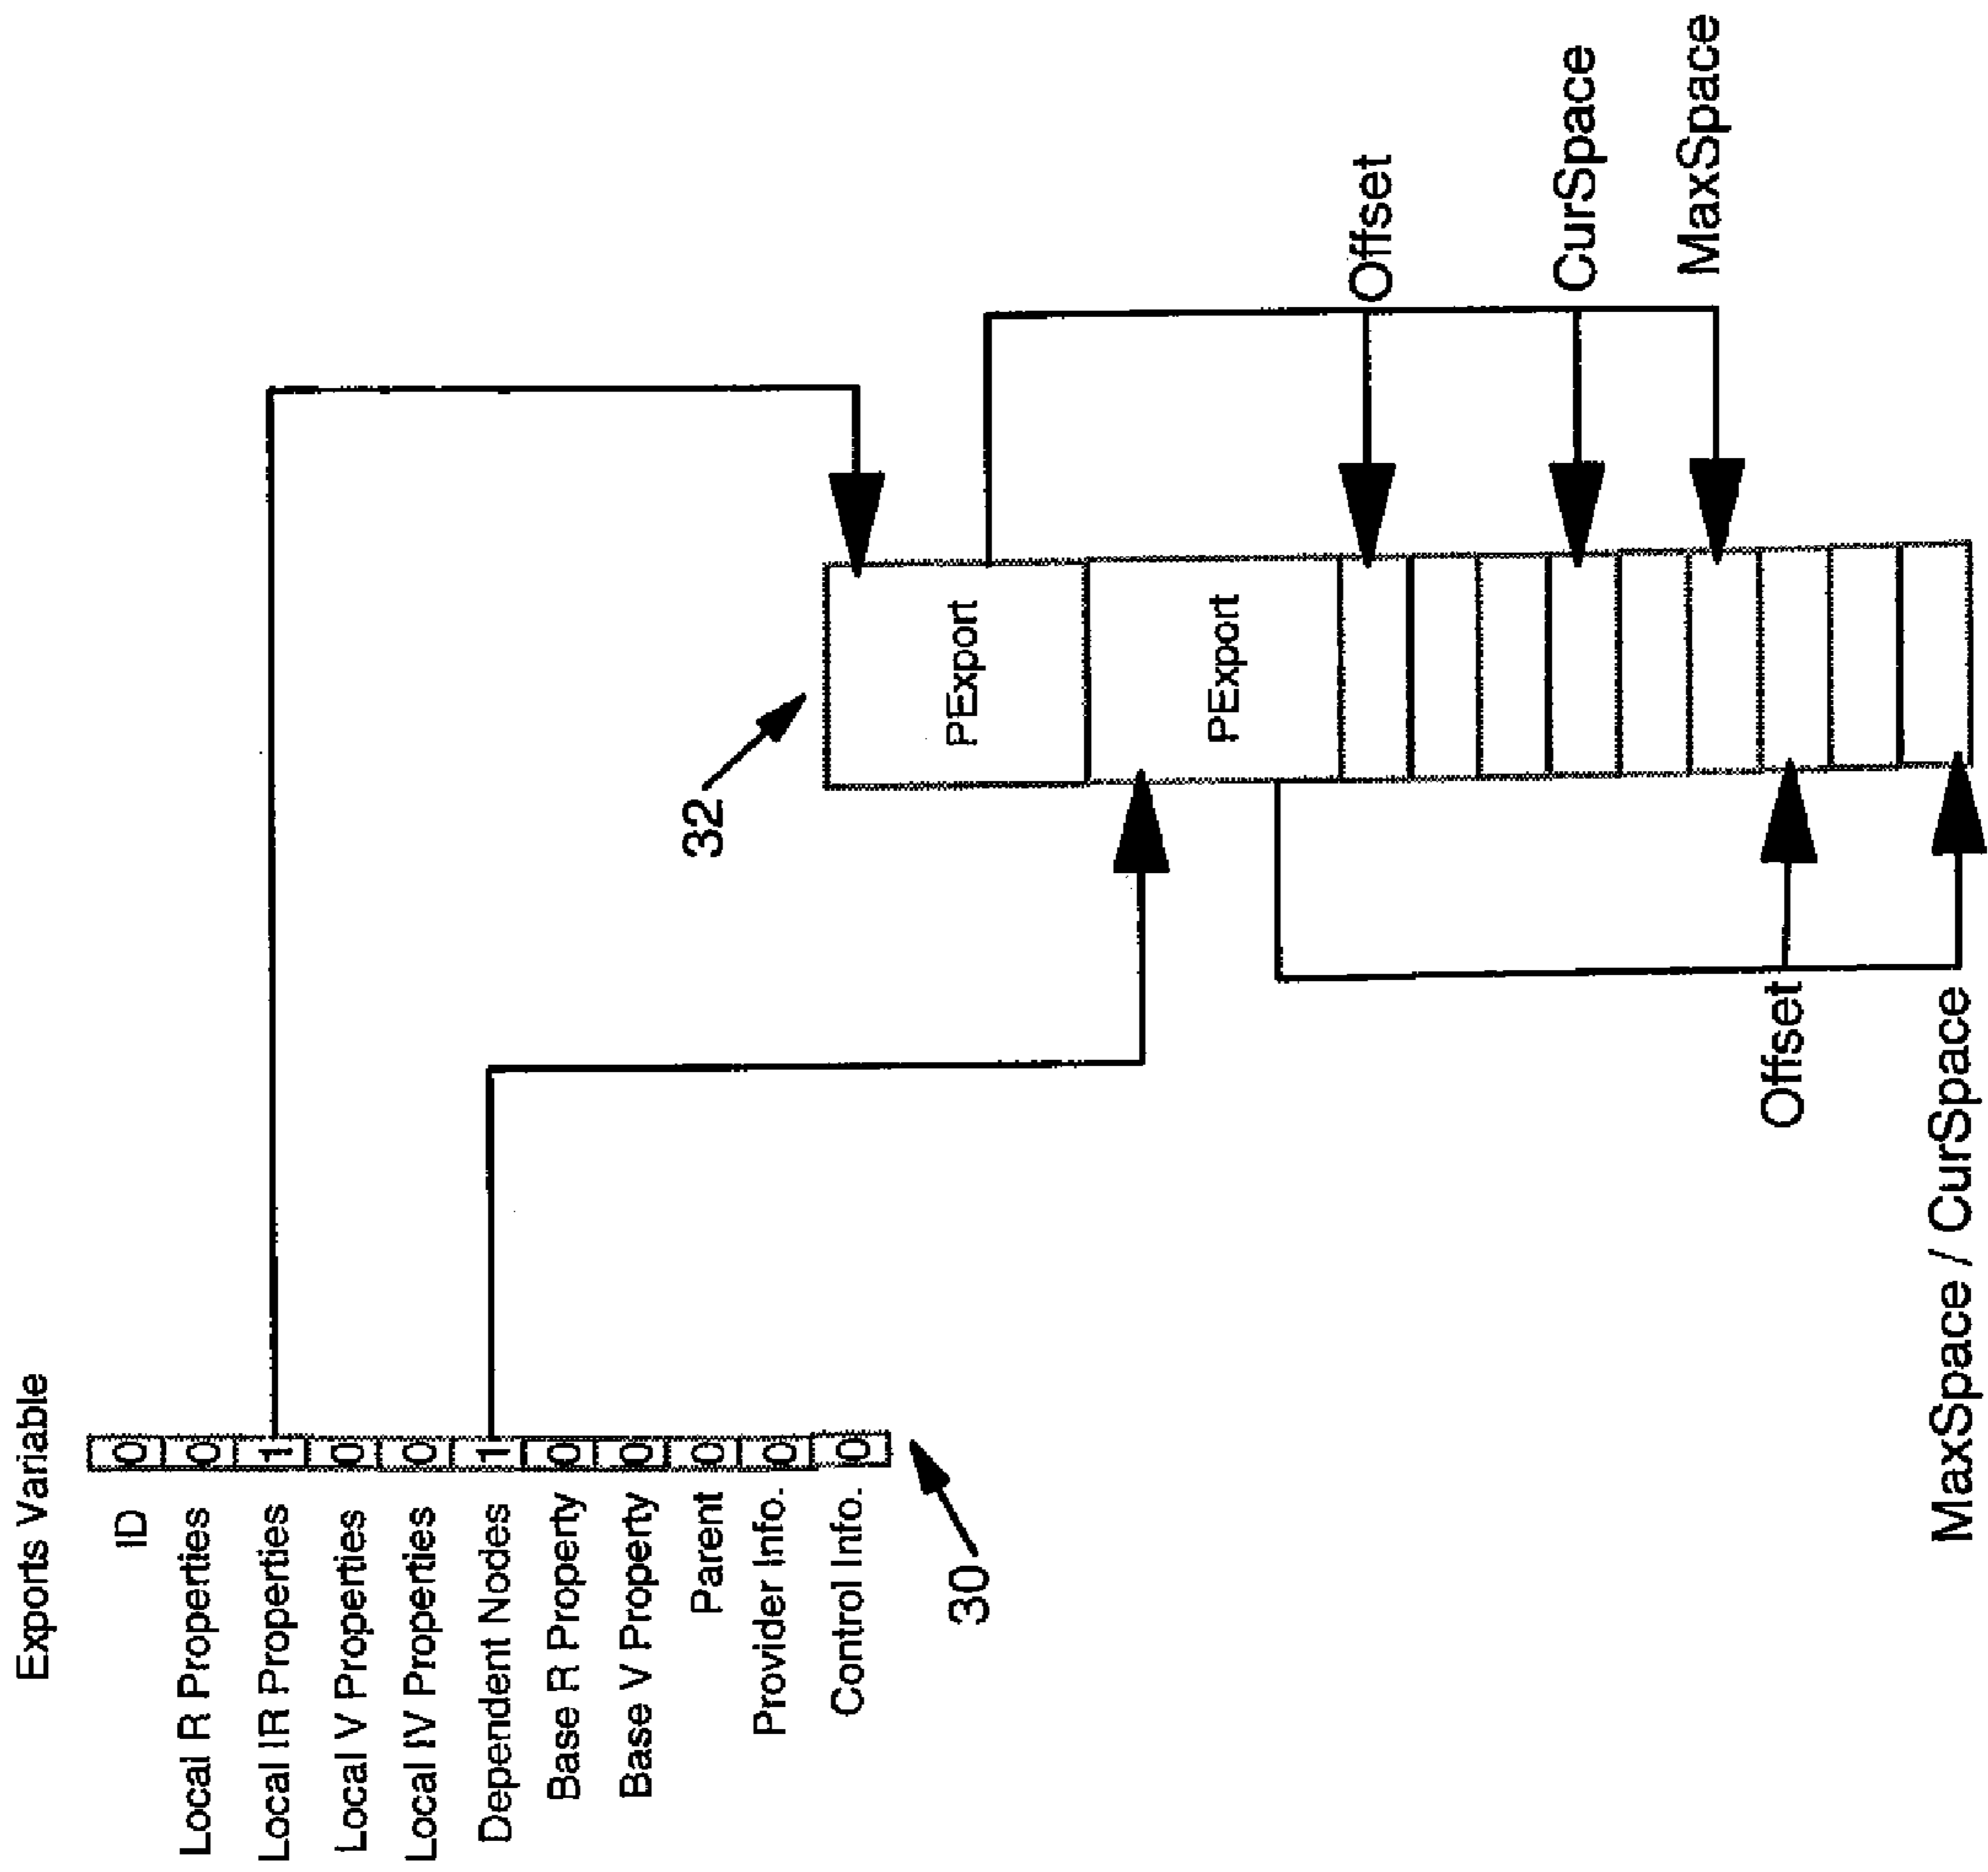 Exports Variable
ID 0
Local R Properties 0
Local IR Properties 1
Local V Properties 0
Local IV Properties 0
Dependent Nodes 1
Base R Property 0
Base V Property 0
Parent 0
Provider Info. 0
Control Info. 0
30
32
PExport
PExport
Offset
CurSpace
MaxSpace
Offset
MaxSpace / CurSpace